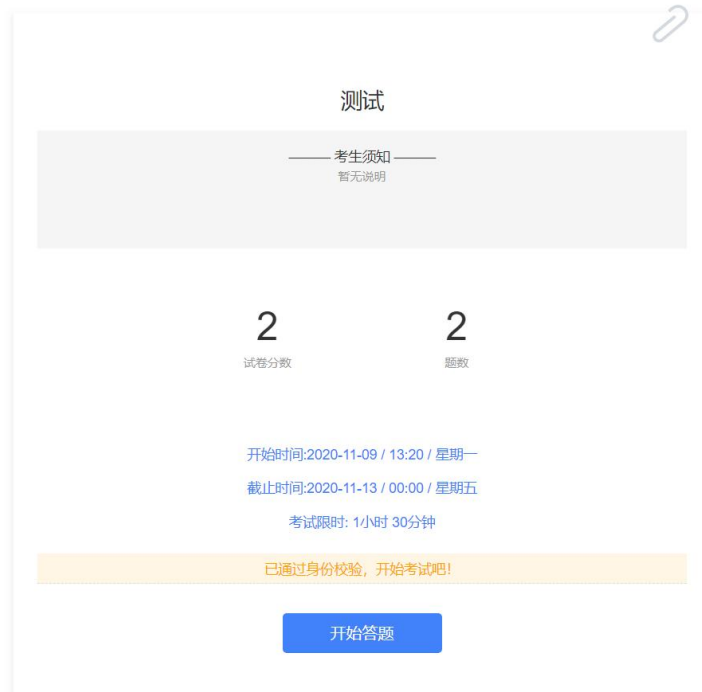 测试
考生须知
暂无说明
2 2
试卷分数 题数
开始时间:2020-11-09 / 13:20 / 星期一
截止时间:2020-11-13 / 00:00 / 星期五
考试限时: 1小时 30分钟
已通过身份校验，开始考试吧！
开始答题